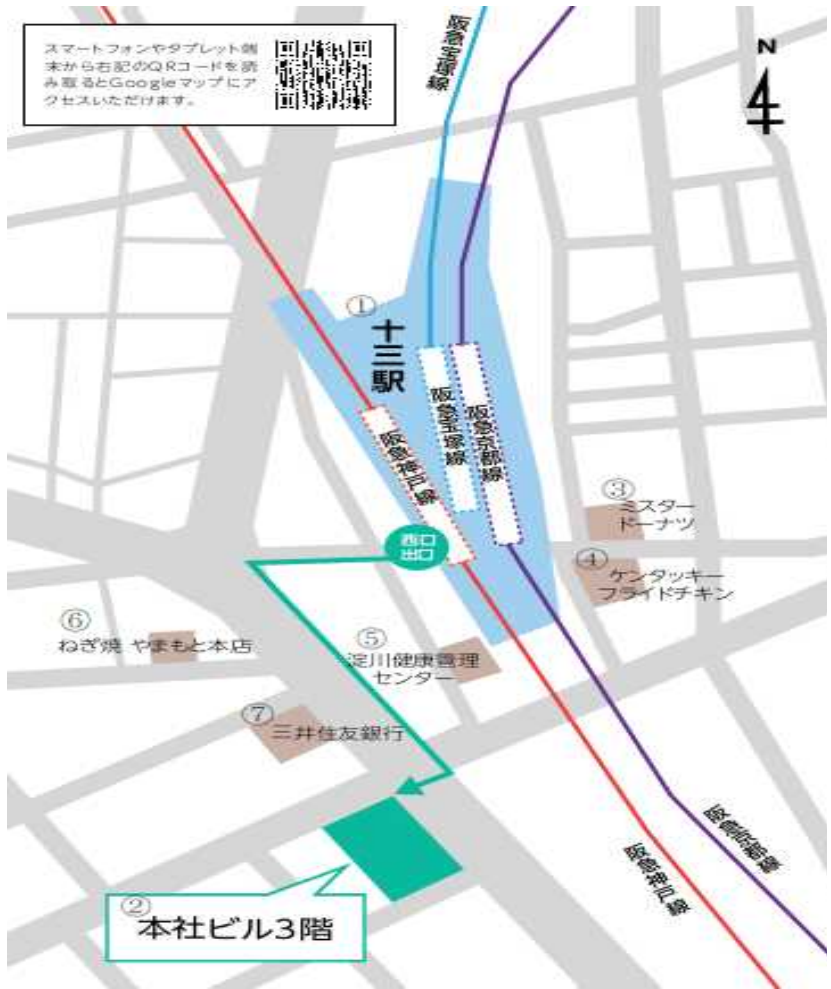 スマートフォンやタブレット端
末から右記のQRコードを読
み取るとGoogleマップにア
クセスいただけます。
阪急宝塚線
N
①
十三駅
阪急神戸線
阪急宝塚線
阪急京都線
西口
出口
③
ミスター
ドーナツ
④
ケンタッキー
フライドチキン
⑥
ねぎ焼 やまもと本店
⑤
淀川健康管理
センター
⑦
三井住友銀行
阪急神戸線
阪急京都線
②
本社ビル3階